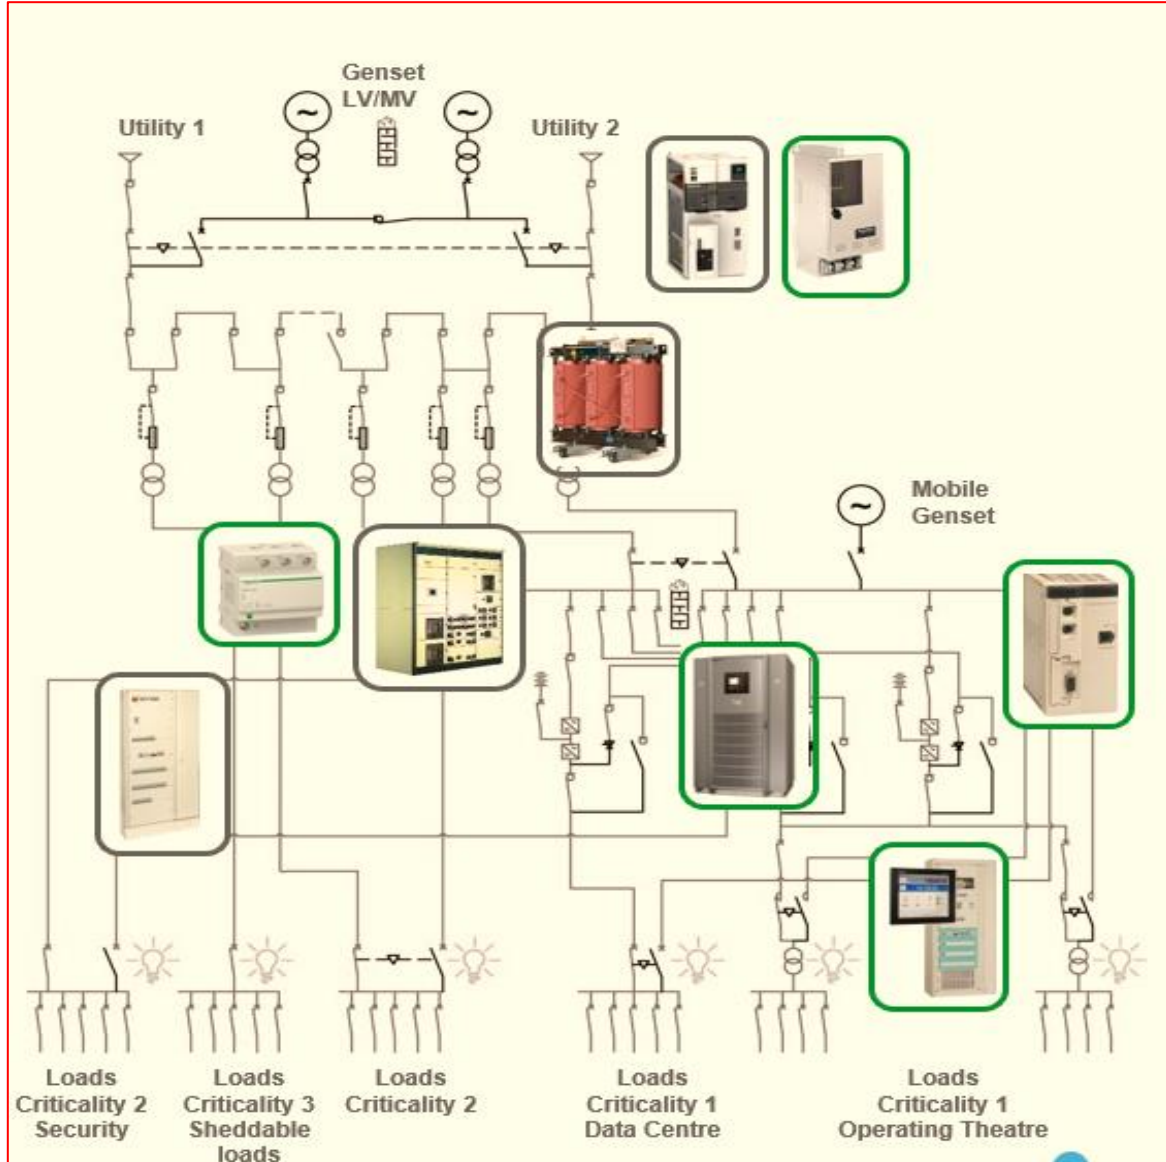 Genset
LV/MV
Utility 1
Utility 2
Mobile
Genset
Loads
Criticality 2
Security
Loads
Criticality 3
Sheddable
loads
Loads
Criticality 2
Loads
Criticality 1
Data Centre
Loads
Criticality 1
Operating Theatre